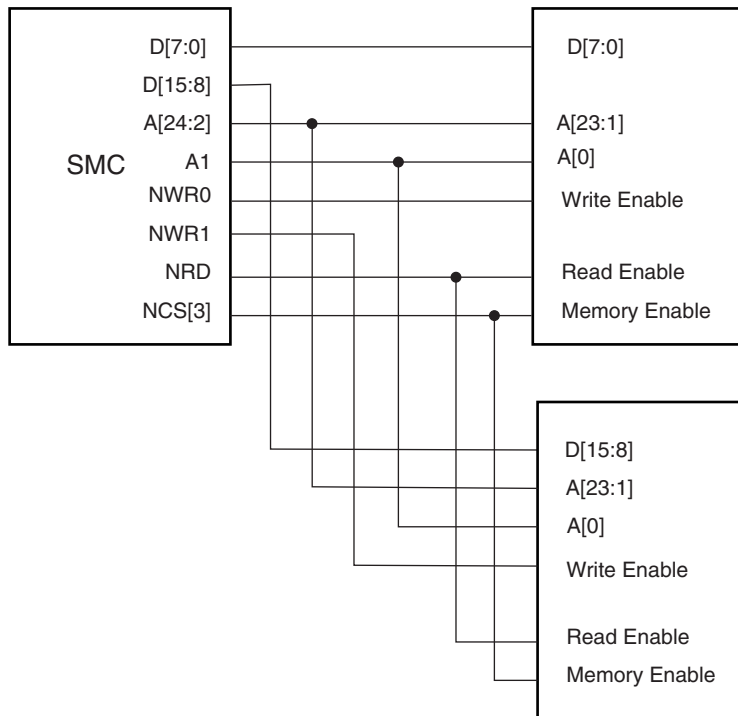 SMC
D[7:0]
D[15:8]
A[24:2]
A1
NWR0
NWR1
NRD
NCS[3]
D[7:0]
A[23:1]
A[0]
Write Enable
Read Enable
Memory Enable
D[15:8]
A[23:1]
A[0]
Write Enable
Read Enable
Memory Enable